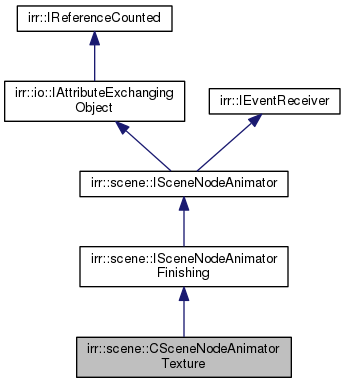 irr::IReferenceCounted
irr::io::IAttributeExchanging
Object
irr::IEventReceiver
irr::scene::ISceneNodeAnimator
irr::scene::ISceneNodeAnimator
Finishing
irr::scene::CSceneNodeAnimator
Texture